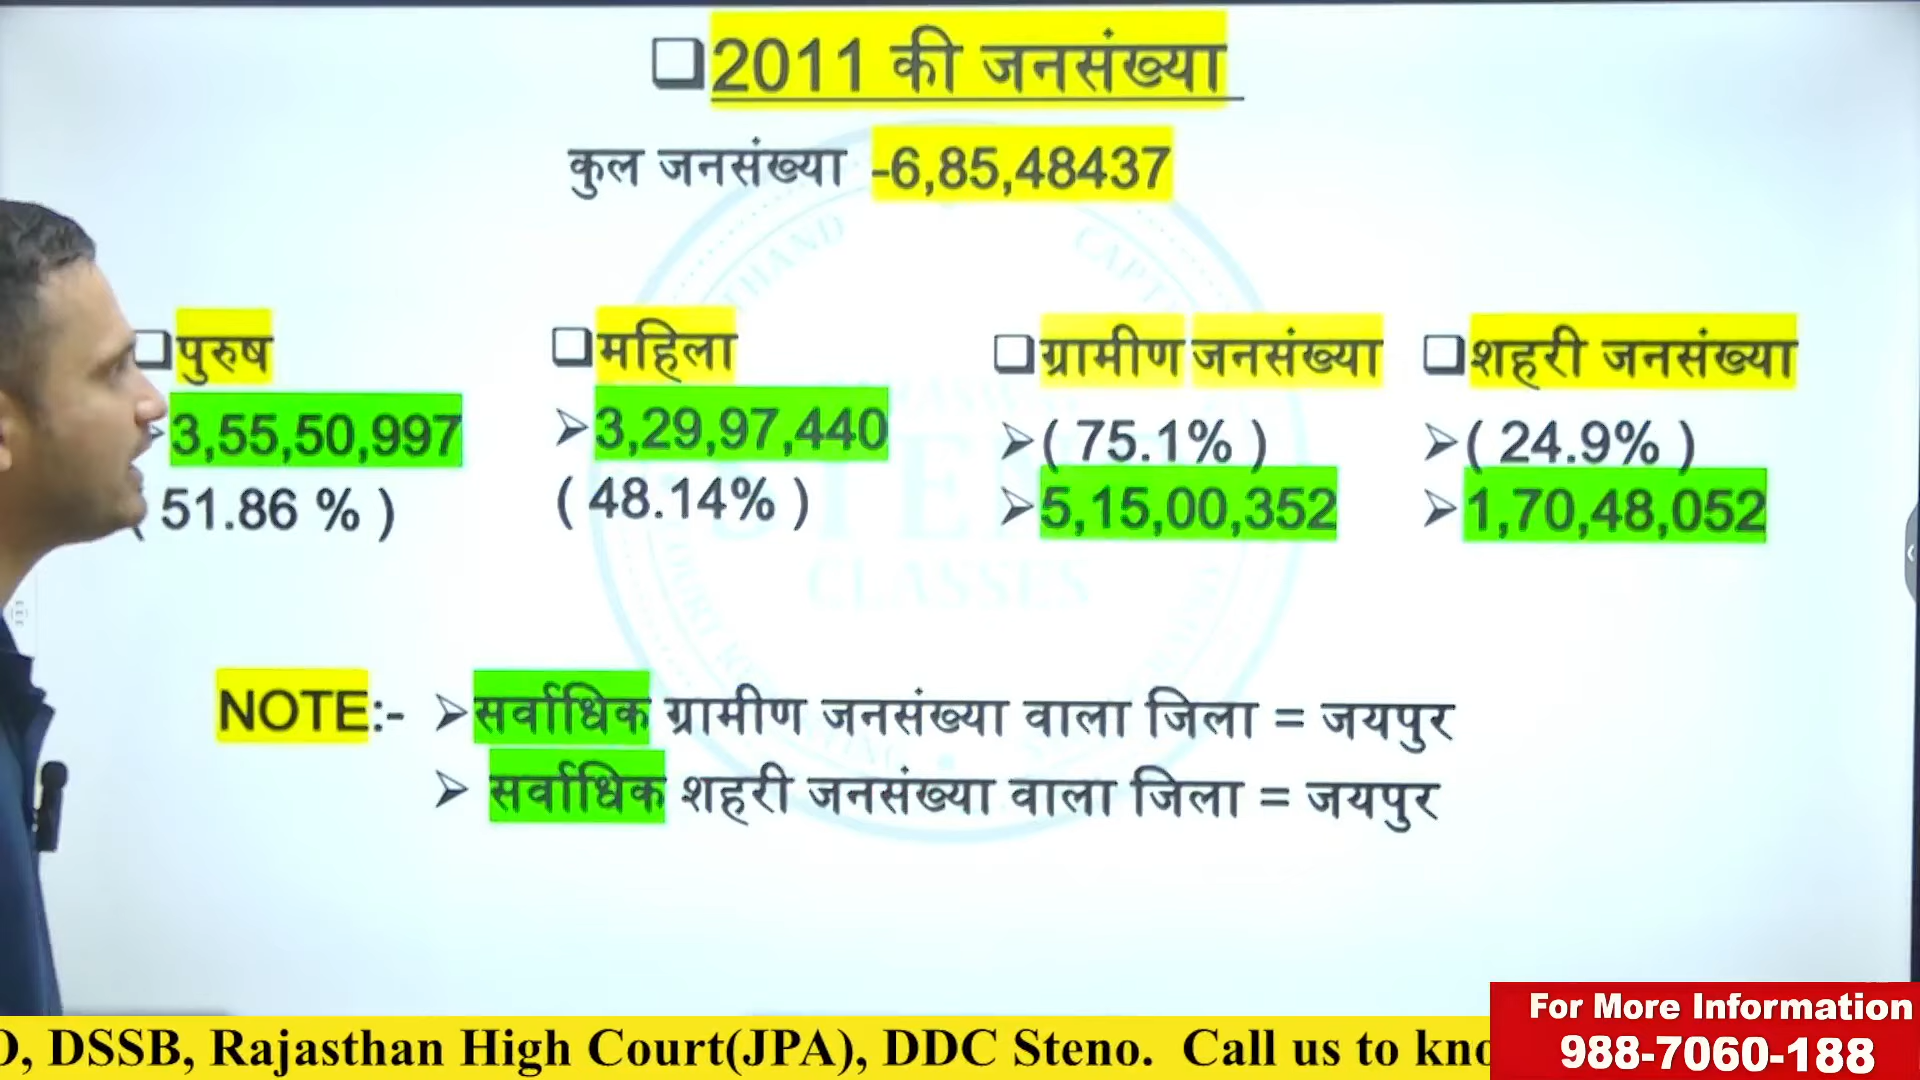 2011 की जनसंख्या
कुल जनसंख्या -6,85,48437
पुरुष
3,55,50,997
( 51.86 % )
महिला
3,29,97,440
( 48.14% )
ग्रामीण जनसंख्या
( 75.1% )
5,15,00,352
शहरी जनसंख्या
( 24.9% )
1,70,48,052
NOTE:- सर्वाधिक ग्रामीण जनसंख्या वाला जिला = जयपुर
सर्वाधिक शहरी जनसंख्या वाला जिला = जयपुर
CLASSES
, DSSB, Rajasthan High Court(JPA), DDC Steno. Call us to
For More Information
988-7060-188